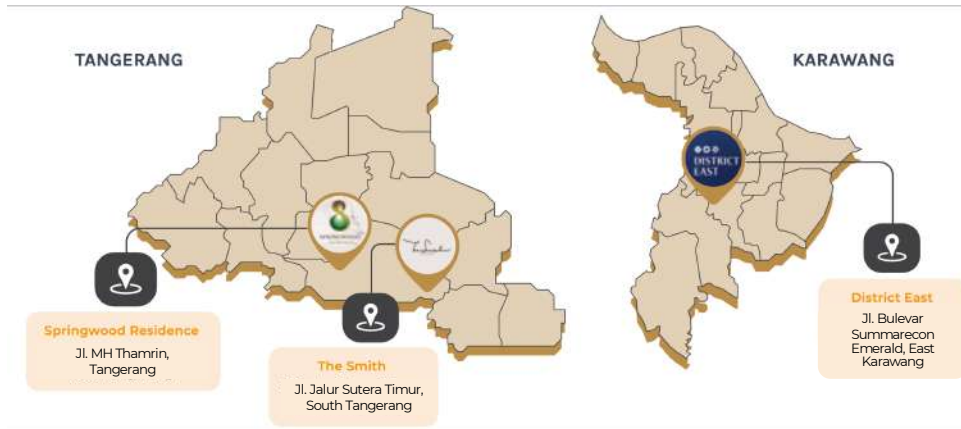 TANGERANG
KARAWANG
DISTRICT
EAST
Springwood Residence
Jl. MH Thamrin,
Tangerang
The Smith
Jl. Jalur Sutera Timur,
South Tangerang
District East
Jl. Bulevar
Summarecon
Emerald, East
Karawang